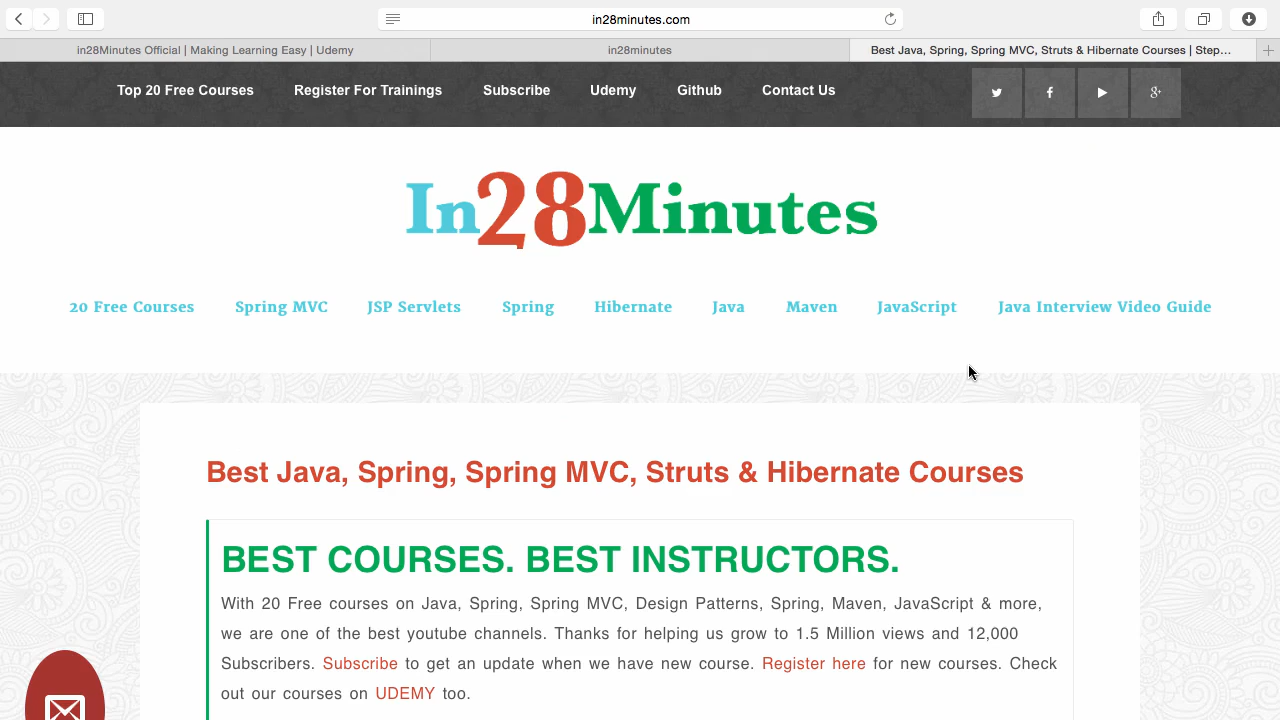 in28minutes.com
in28Minutes Official | Making Learning Easy | Udemy
in28minutes
Best Java, Spring, Spring MVC, Struts & Hibernate Courses | Step...
Top 20 Free Courses
Register For Trainings
Subscribe
Udemy
Github
Contact Us
In28Minutes
20 Free Courses
Spring MVC
JSP Servlets
Spring
Hibernate
Java
Maven
JavaScript
Java Interview Video Guide
Best Java, Spring, Spring MVC, Struts & Hibernate Courses
BEST COURSES. BEST INSTRUCTORS.
With 20 Free courses on Java, Spring, Spring MVC, Design Patterns, Spring, Maven, JavaScript & more,
we are one of the best youtube channels. Thanks for helping us grow to 1.5 Million views and 12,000
Subscribers. Subscribe to get an update when we have new course. Register here for new courses. Check
out our courses on UDEMY too.